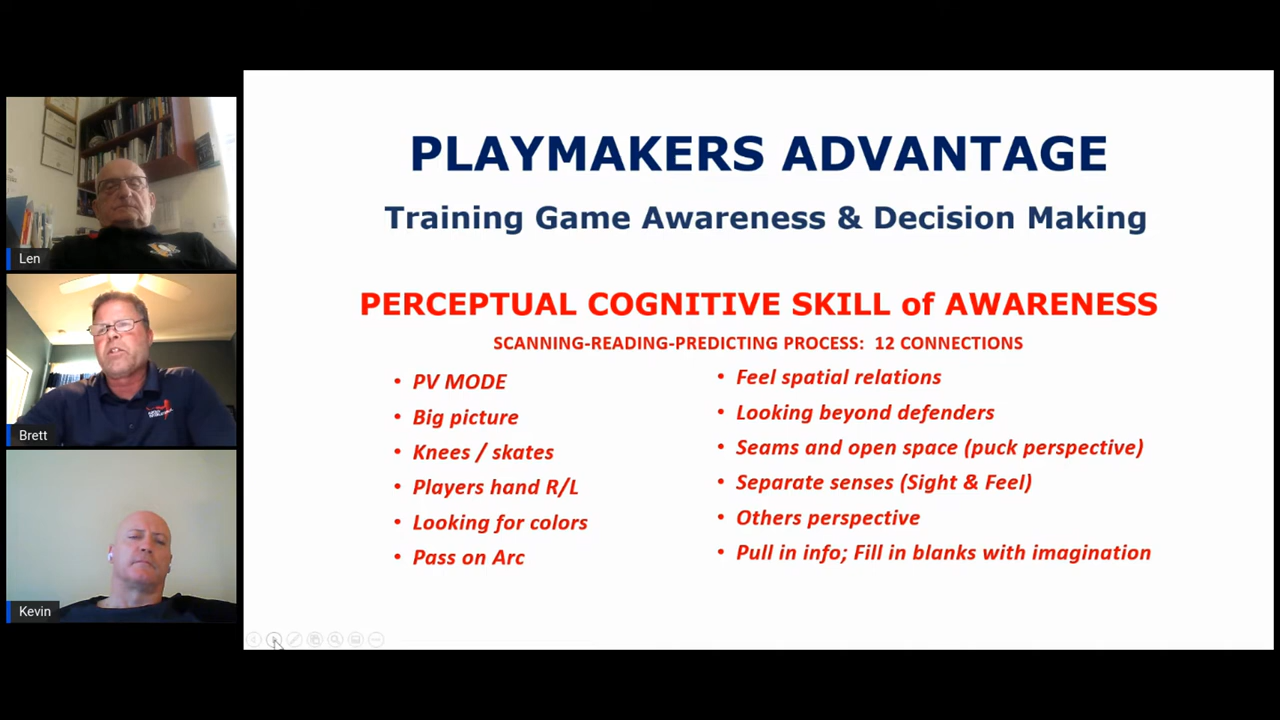 PLAYMAKERS ADVANTAGE
Training Game Awareness & Decision Making
PERCEPTUAL COGNITIVE SKILL of AWARENESS
SCANNING-READING-PREDICTING PROCESS: 12 CONNECTIONS
• PV MODE
• Big picture
• Knees / skates
• Players hand R/L
• Looking for colors
• Pass on Arc
• Feel spatial relations
• Looking beyond defenders
• Seams and open space (puck perspective)
• Separate senses (Sight & Feel)
• Others perspective
• Pull in info; Fill in blanks with imagination
Len
Brett
Kevin